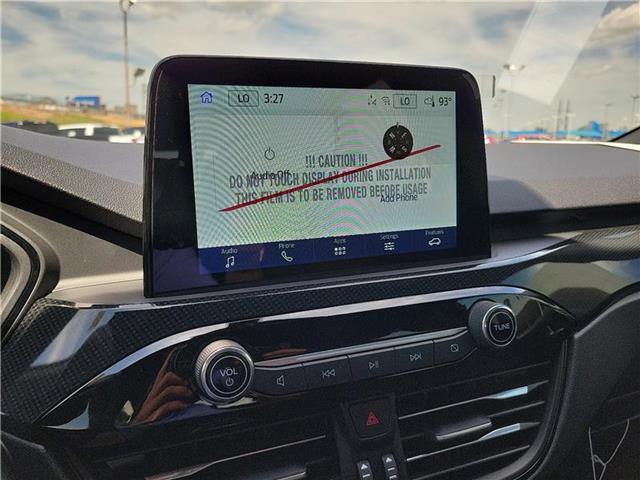 LO 3:27 LO 93°
!!! CAUTION !!!
Audio Off
DO NOT TOUCH DISPLAY DURING INSTALLATION
THIS FILM IS TO BE REMOVED BEFORE USAGE
Add Phone
Audio Phone Apps Settings Features
TUNE
VOL